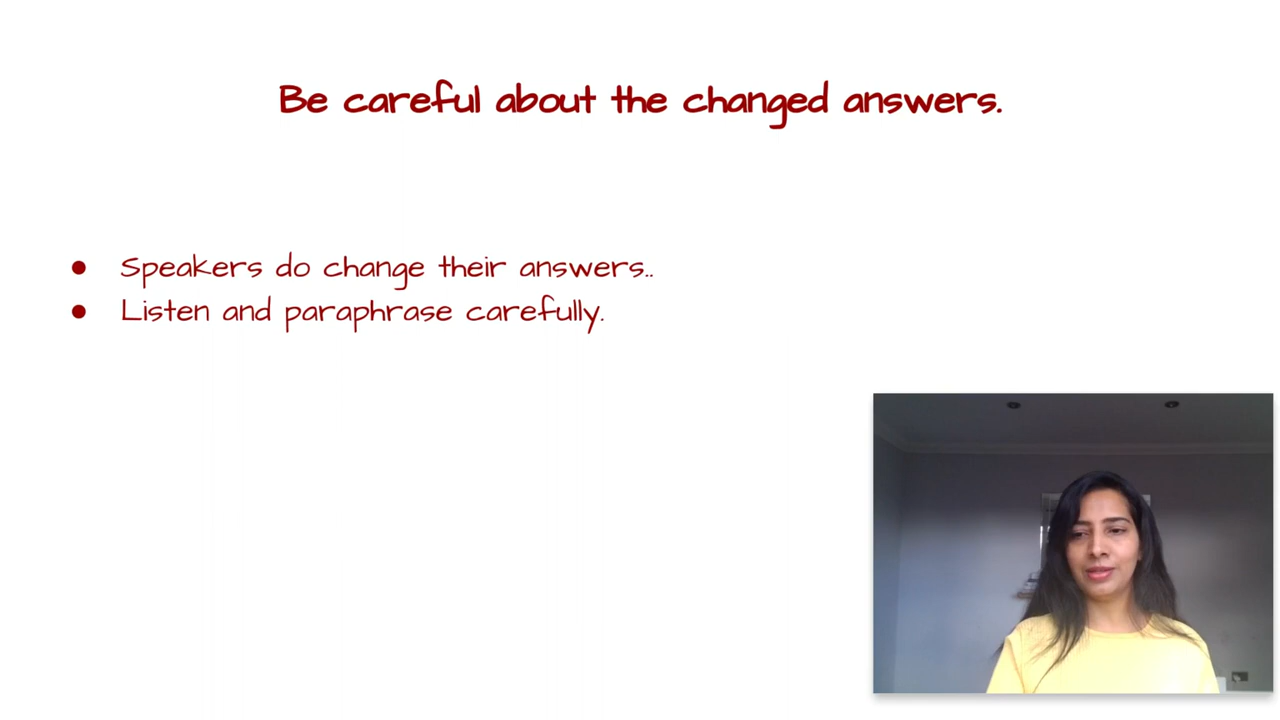 Be careful about the changed answers.
Speakers do change their answers..
Listen and paraphrase carefully.